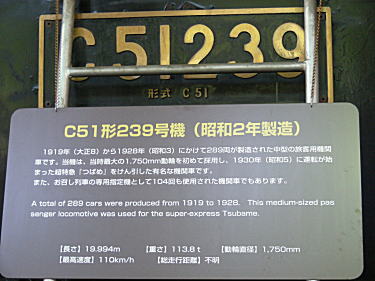 C51239
形式 C51
C51形239号機（昭和2年製造）
1919年（大正8）から1928年（昭和3）にかけて289両が製造された中型の旅客用機関
車です。当機は、当時最大の1,750mm動輪を初めて採用し、1930年（昭和5）に運転が始
まった超特急「つばめ」をけん引した有名な機関車です。
また、お召し列車の専用指定機として104回も使用された機関車でもあります。
A total of 289 cars were produced from 1919 to 1928. This medium-sized pas
senger locomotive was used for the super-express Tsubame.
【長さ】19.994m 【重さ】113.8t 【動輪直径】1,750mm
【最高速度】110km/h 【総走行距離】不明